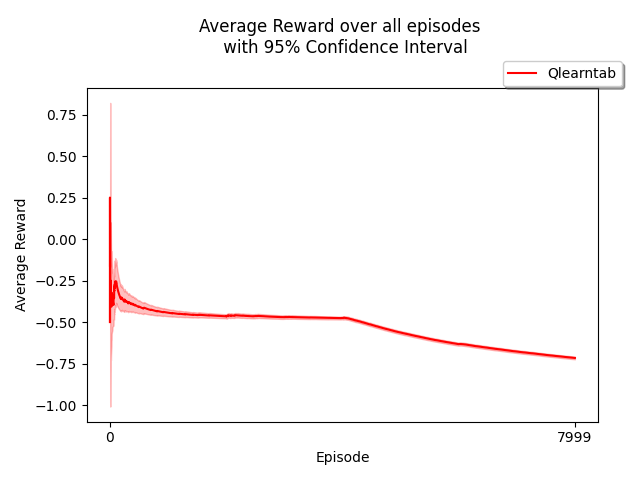 Average Reward over all episodes
with 95% Confidence Interval
Qlearntab
0.75
0.50
0.25
0.00
−0.25
−0.50
−0.75
−1.00
Average Reward
0
7999
Episode